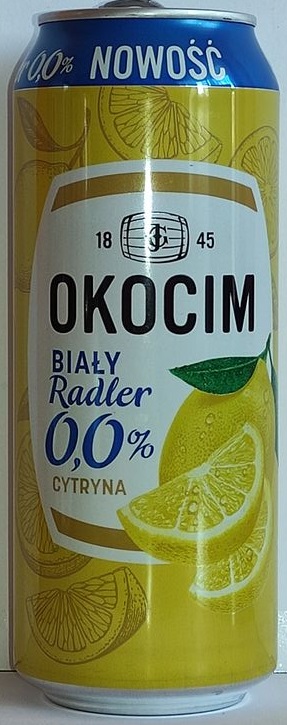 0,0% NOWOŚĆ
18 45
OKOCIM
BIAŁY
Radler
0,0%
CYTRYNA